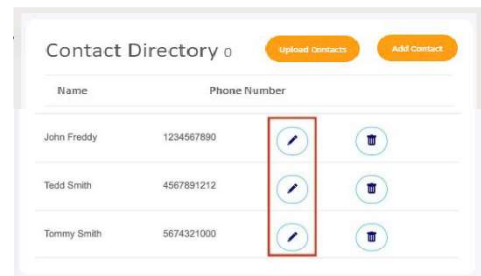 Contact Directory 0 Upload Contacts Add Contact
Name Phone Number
John Freddy 1234567890
Tedd Smith 4567891212
Tommy Smith 5674321000